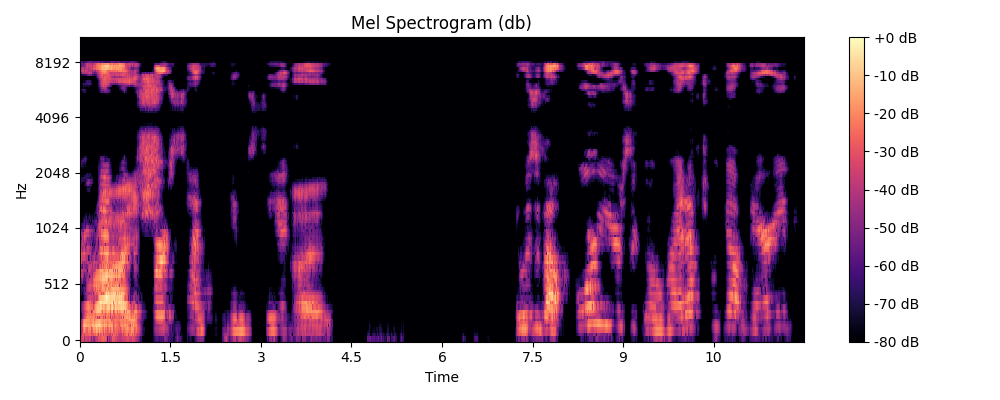 Mel Spectrogram (db)
8192
4096
2048
1024
512
0
Hz
0 1.5 3 4.5 6 7.5 9 10
Time
+0 dB
-10 dB
-20 dB
-30 dB
-40 dB
-50 dB
-60 dB
-70 dB
-80 dB